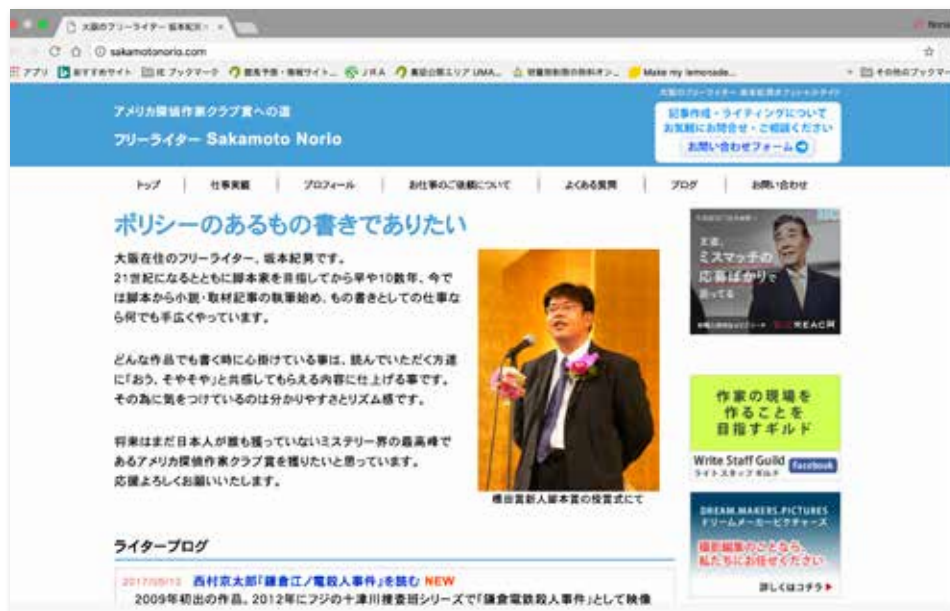 大阪のフリーライター 坂本紀男
sakamotonorio.com
アプリ
おすすめサイト
IE ブックマーク
JRA
Make my lemonade...
アメリカ探偵作家クラブ賞への道
フリーライター Sakamoto Norio
記事作成・ライティングについて
お気軽にお問合せ・ご相談ください
お問い合わせフォーム
トップ
仕事実績
プロフィール
お仕事のご依頼について
よくある質問
ブログ
お問い合わせ
ポリシーのあるもの書きでありたい
大阪在住のフリーライター、坂本紀男です。
21世紀になるとともに脚本家を目指してから早や10数年、今で
は脚本から小説・取材記事の執筆始め、もの書きとしての仕事な
ら何でも手広くやっています。
どんな作品でも書く時に心掛けている事は、読んでいただく方達
に「おう、そやそや」と共感してもらえる内容に仕上げる事です。
その為に気をつけているのは分かりやすさとリズム感です。
将来はまだ日本人が誰も獲っていないミステリー界の最高峰で
あるアメリカ探偵作家クラブ賞を獲りたいと思っています。
応援よろしくお願いいたします。
橋田賞新人脚本賞の授賞式にて
ミスマッチの
応募ばかりで
困ってる
作家の現場を
作ることを
目指すギルド
Write Staff Guild
ライトスタッフギルド
Facebook
DREAM.MAKERS.PICTURES
ドリームメーカーピクチャーズ
撮影編集のことなら、
私たちにお任せください
詳しくはコチラ
ライターブログ
西村京太郎「鎌倉江ノ電殺人事件」を読む NEW
2009年初出の作品。2012年にフジの十津川捜査班シリーズで「鎌倉電鉄殺人事件」として映像